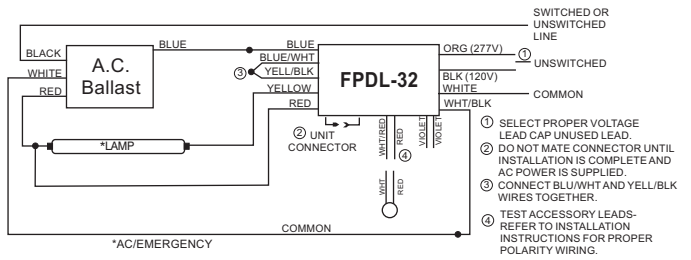 SWITCHED OR
UNSWITCHED
LINE
BLACK
BLUE
BLUE
BLUE/WHT
ORG (277V)
1
UNSWITCHED
A.C.
Ballast
WHITE
RED
3
YELL/BLK
FPDL-32
BLK (120V)
YELLOW
WHITE
COMMON
RED
WHT/BLK
2 UNIT
CONNECTOR
WHT/RED
RED
4
VIOLET
VIOLET
*LAMP
WHT
RED
COMMON
*AC/EMERGENCY
1 SELECT PROPER VOLTAGE
LEAD CAP UNUSED LEAD.
2 DO NOT MATE CONNECTOR UNTIL
INSTALLATION IS COMPLETE AND
AC POWER IS SUPPLIED.
3 CONNECT BLU/WHT AND YELL/BLK
WIRES TOGETHER.
4 TEST ACCESSORY LEADS-
REFER TO INSTALLATION
INSTRUCTIONS FOR PROPER
POLARITY WIRING.